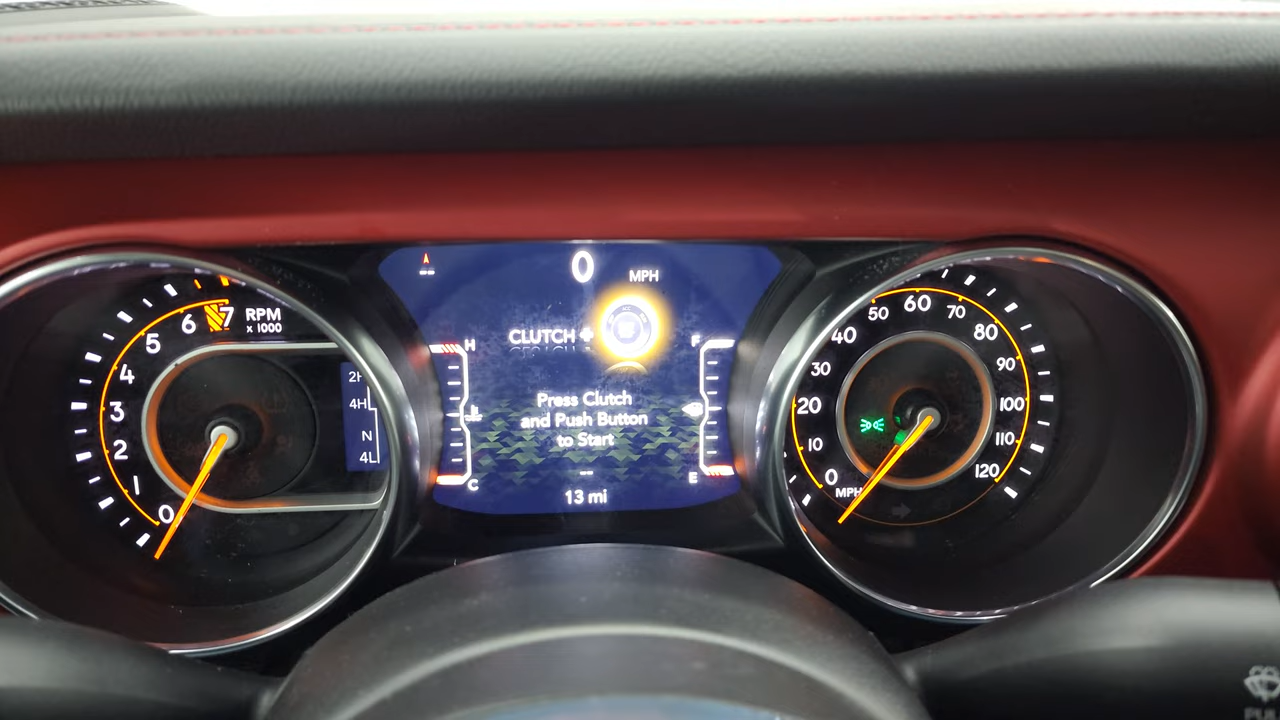 0
MPH
CLUTCH +
Press Clutch
and Push Button
to Start
--
13 mi
H
C
F
E
RPM
x 1000
0
1
2
3
4
5
6
7
2H
4H
N
4L
0
10
20
30
40
50
60
70
80
90
100
110
120
MPH